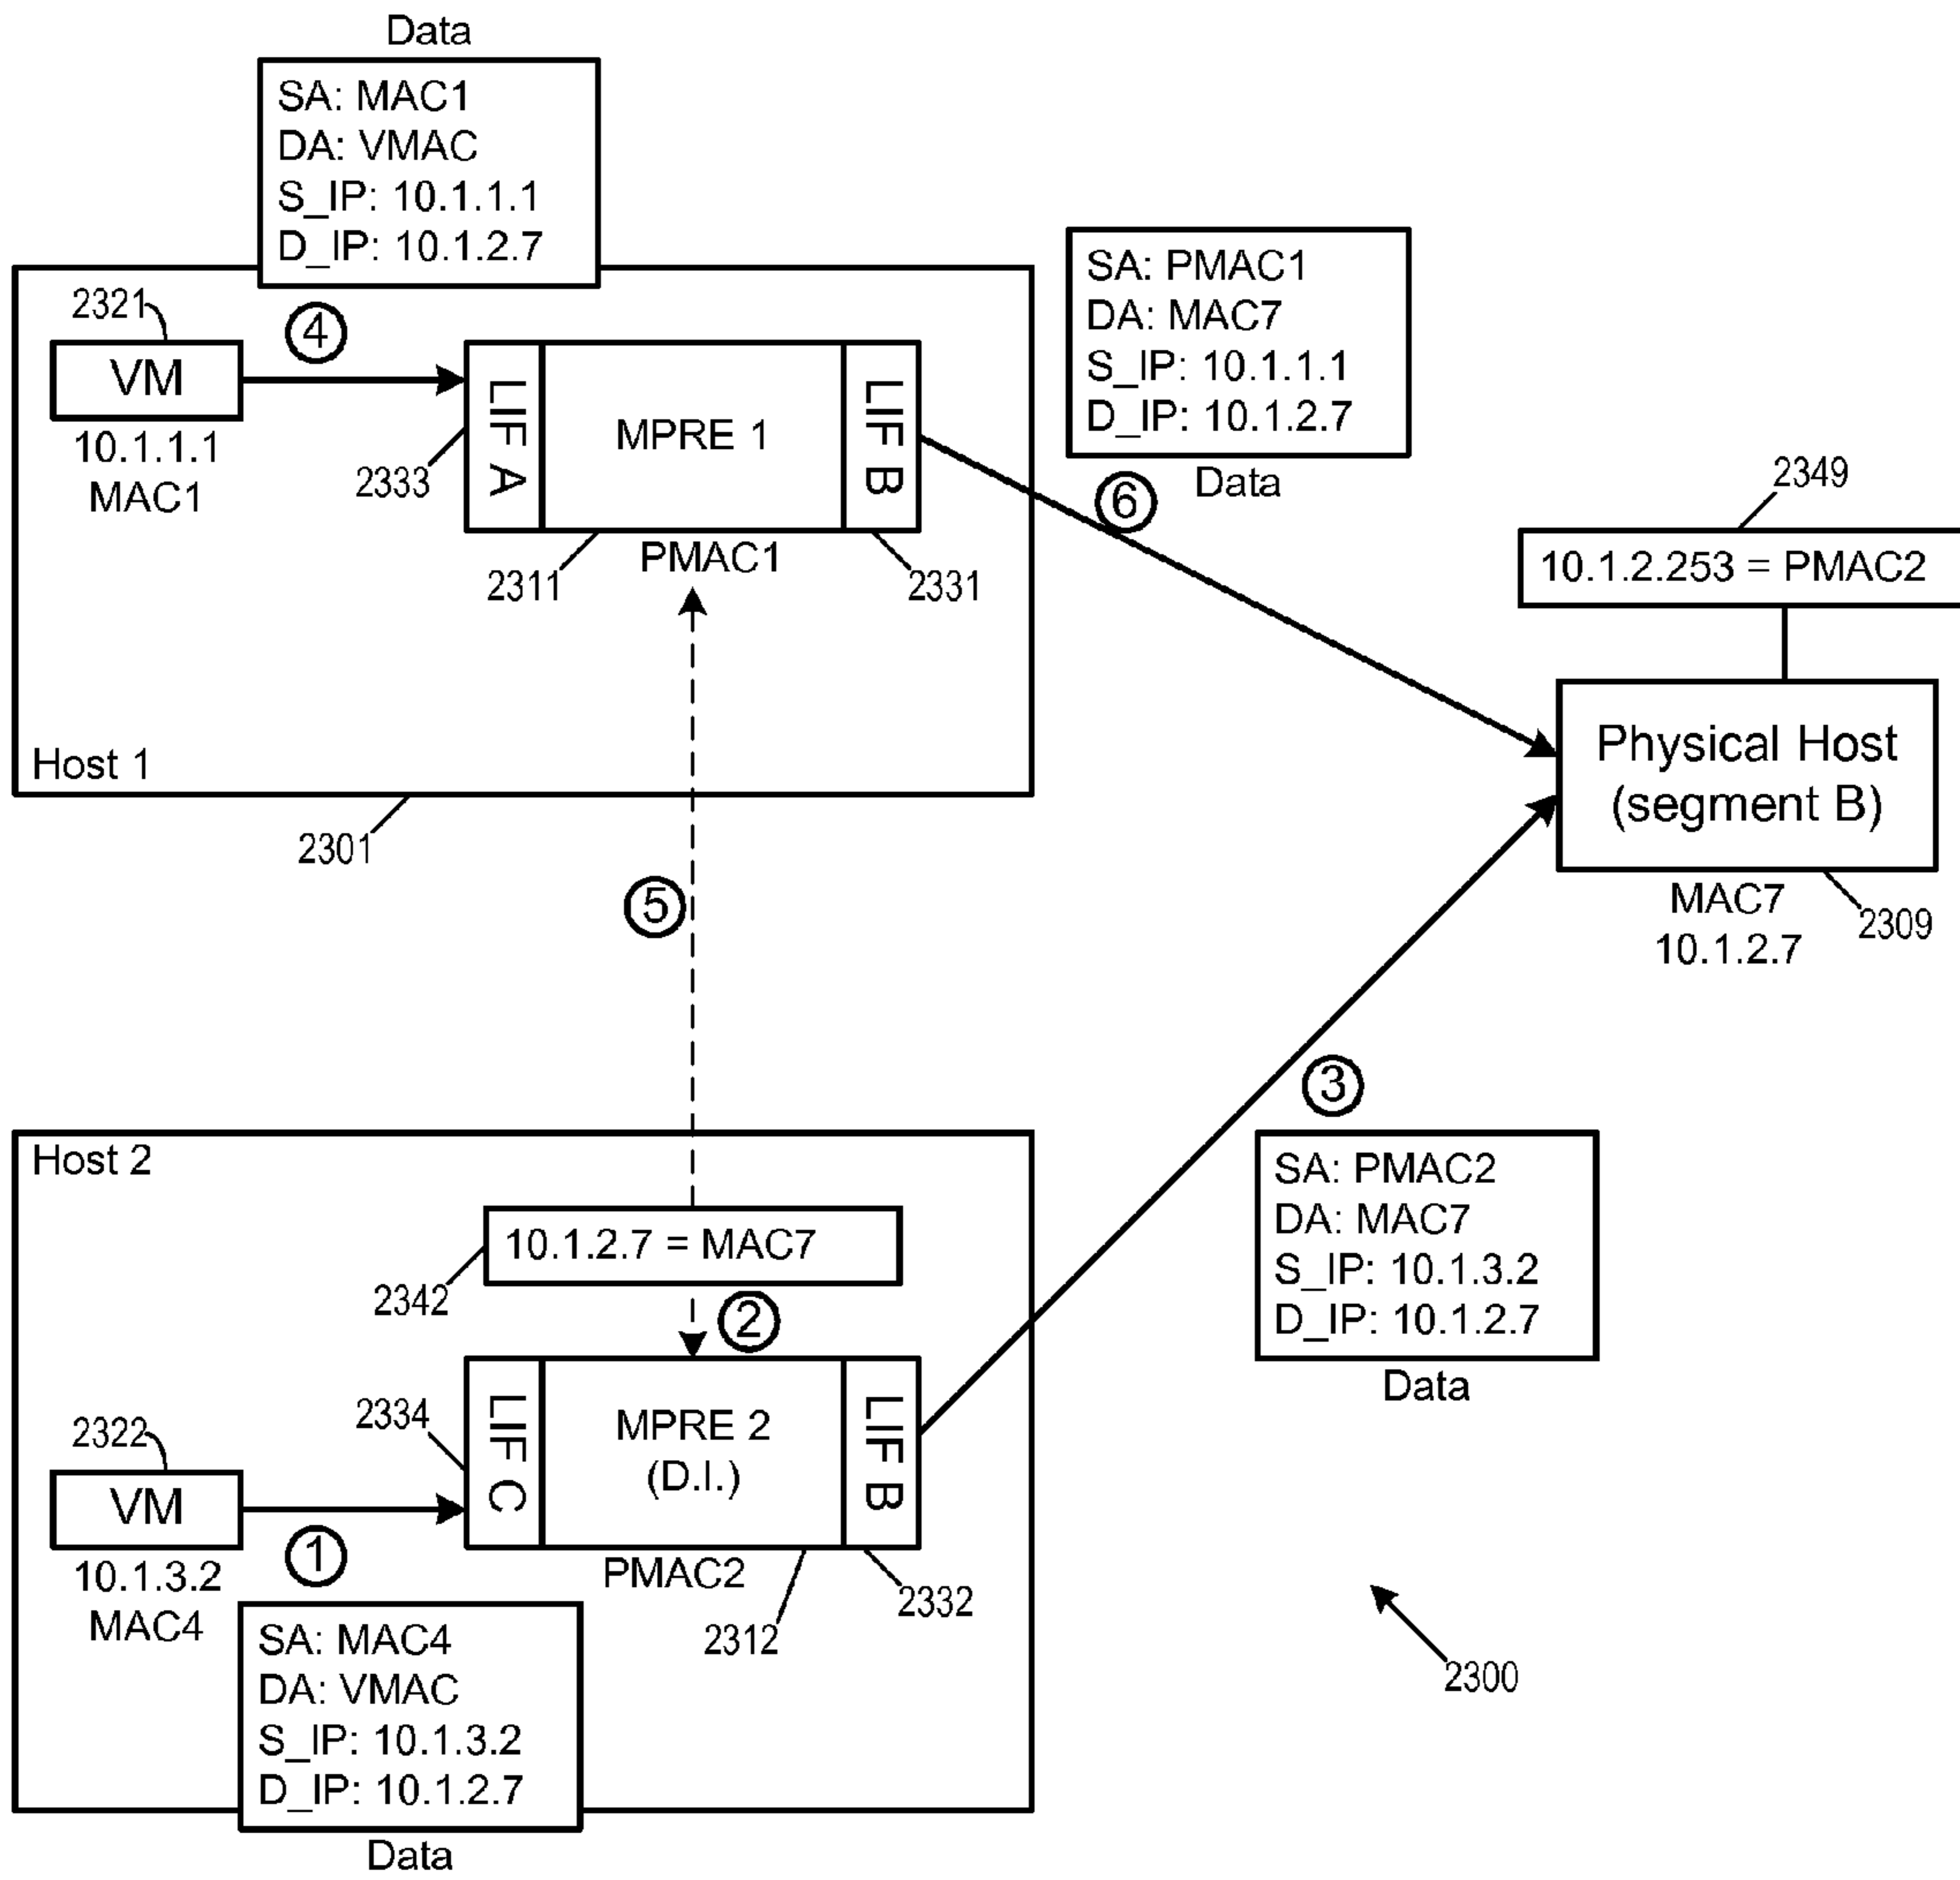 Data
SA: MAC1
DA: VMAC
S_IP: 10.1.1.1
D_IP: 10.1.2.7
2321
4
VM
10.1.1.1
MAC1
LIF A
MPRE 1
LIF B
2333
2311
PMAC1
2331
Host 1
2301
SA: PMAC1
DA: MAC7
S_IP: 10.1.1.1
D_IP: 10.1.2.7
Data
6
2349
10.1.2.253 = PMAC2
Physical Host
(segment B)
MAC7
10.1.2.7
2309
5
3
SA: PMAC2
DA: MAC7
S_IP: 10.1.3.2
D_IP: 10.1.2.7
Data
Host 2
10.1.2.7 = MAC7
2342
2
2334
LIF C
MPRE 2
(D.I.)
LIF B
2322
VM
10.1.3.2
MAC4
1
PMAC2
2312
2332
SA: MAC4
DA: VMAC
S_IP: 10.1.3.2
D_IP: 10.1.2.7
Data
2300